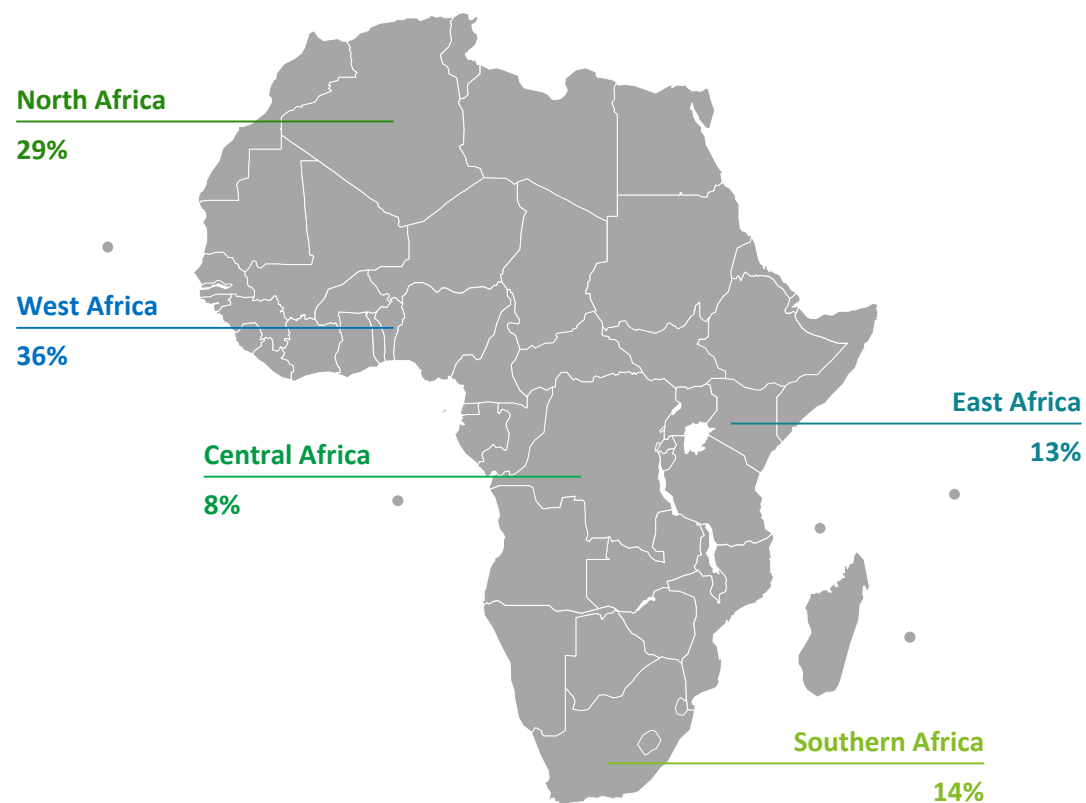 North Africa
29%
West Africa
36%
East Africa
13%
Central Africa
8%
Southern Africa
14%